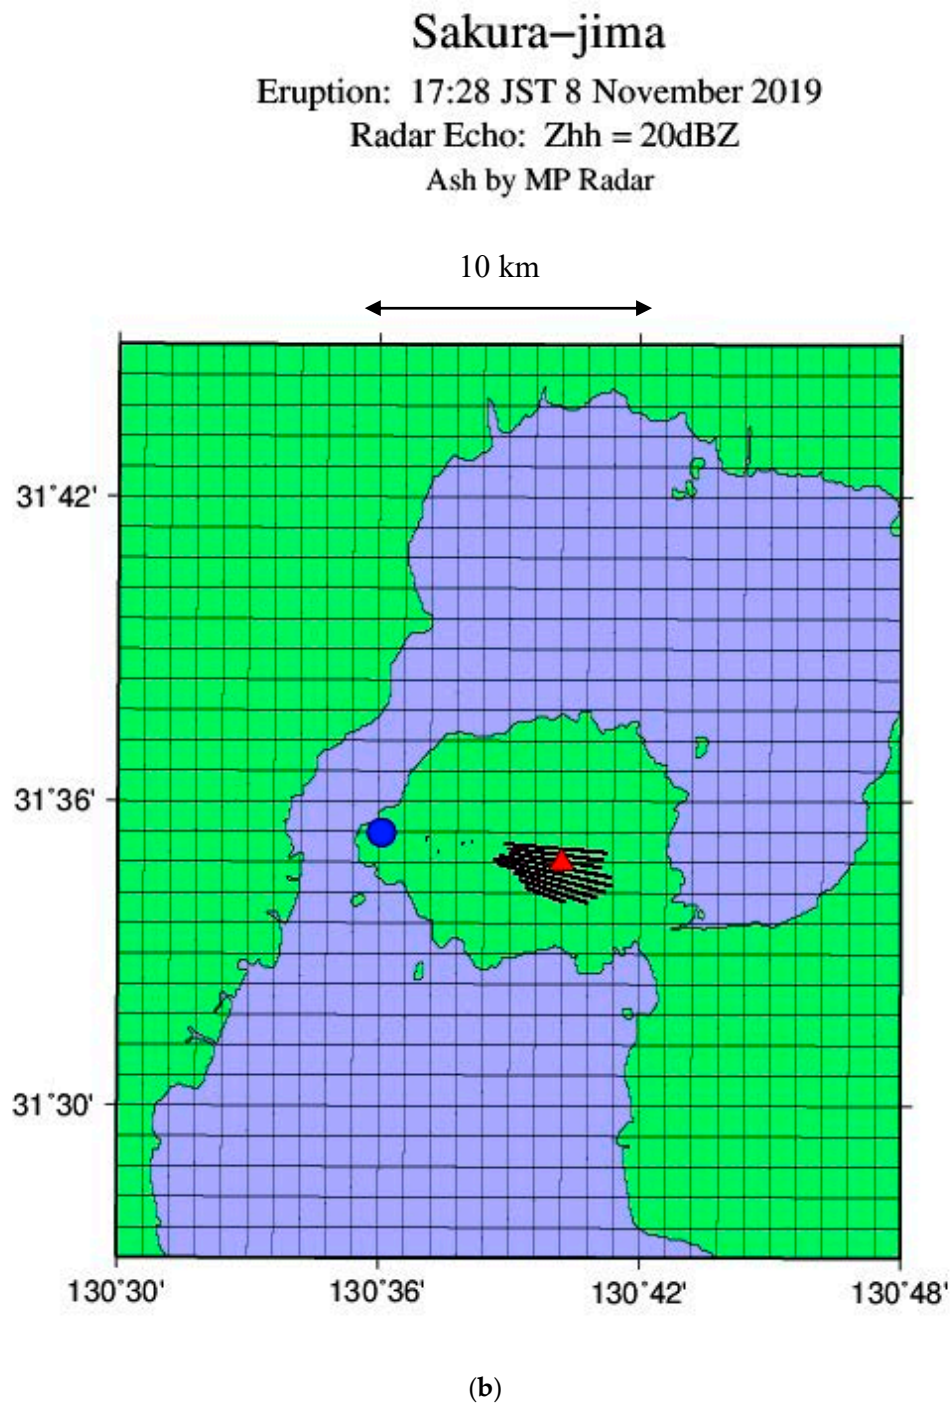 Sakura−jima
Eruption: 17:28 JST 8 November 2019
Radar Echo: Zhh = 20dBZ
Ash by MP Radar
10 km
31˚42'
31˚36'
31˚30'
130˚30' 130˚36' 130˚42' 130˚48'
(b)